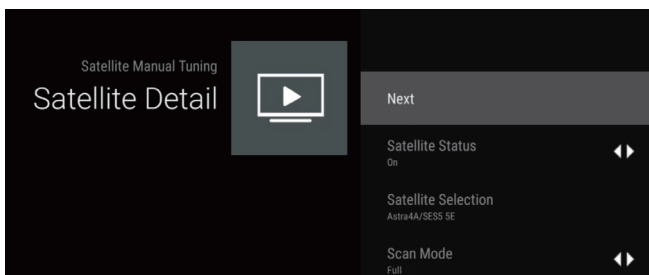 Satellite Manual Tuning
Satellite Detail
Next
Satellite Status
On
Satellite Selection
Astra4A/SES5 5E
Scan Mode
Full